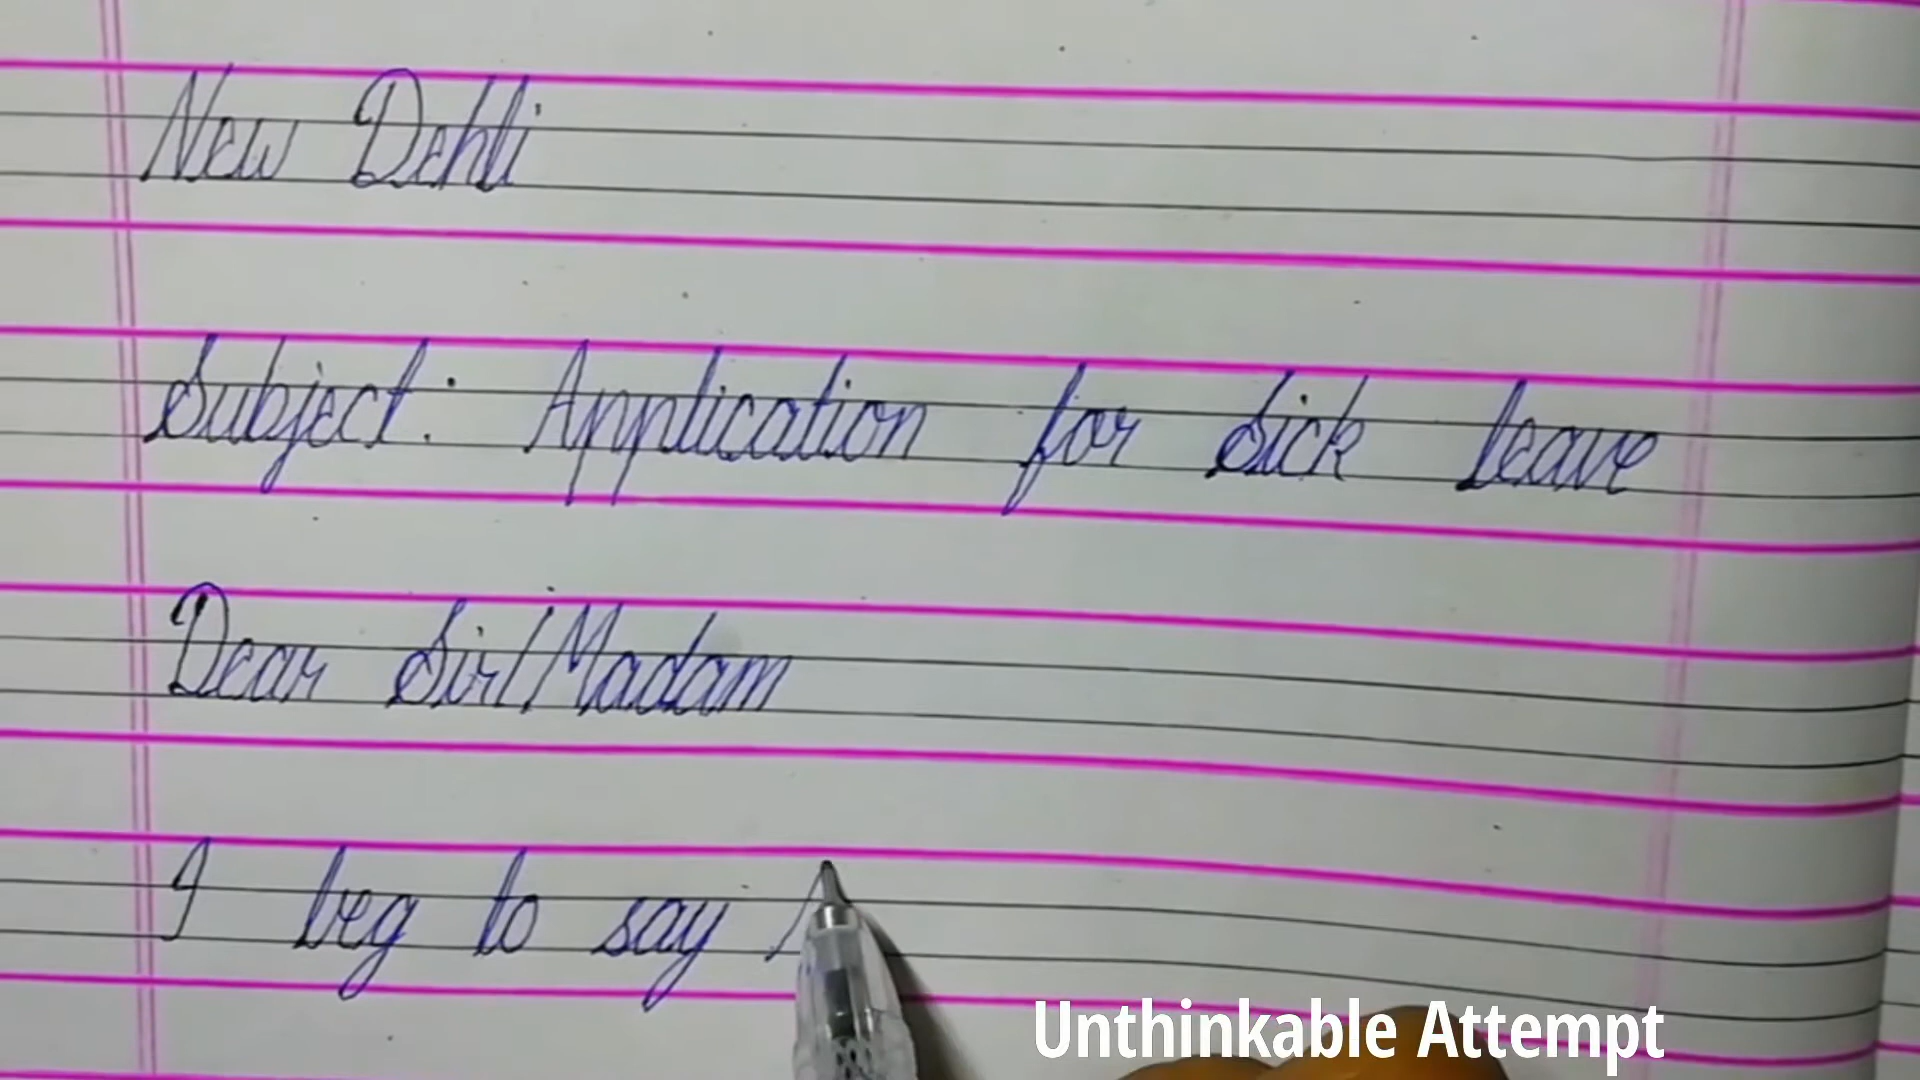 New Dehli
Subject: Application for Sick leave
Dear Sir/Madam
I beg to say
Unthinkable Attempt